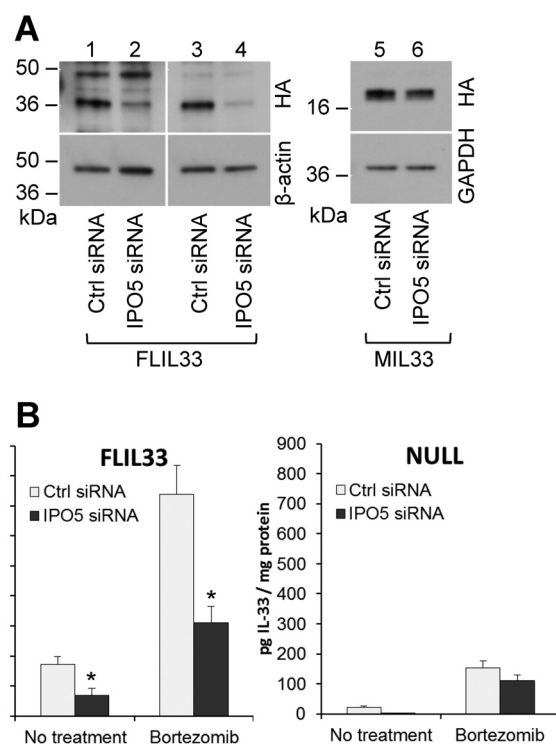 A
1 2 3 4 5 6
50
36
HA
16
HA
50
36
β-actin
36
GAPDH
kDa
kDa
Ctrl siRNA
IPO5 siRNA
Ctrl siRNA
IPO5 siRNA
Ctrl siRNA
IPO5 siRNA
FLIL33
MIL33
B
FLIL33
Ctrl siRNA
IPO5 siRNA
*
*
No treatment
Bortezomib
NULL
Ctrl siRNA
IPO5 siRNA
pg IL-33 / mg protein
900
800
700
600
500
400
300
200
100
0
No treatment
Bortezomib